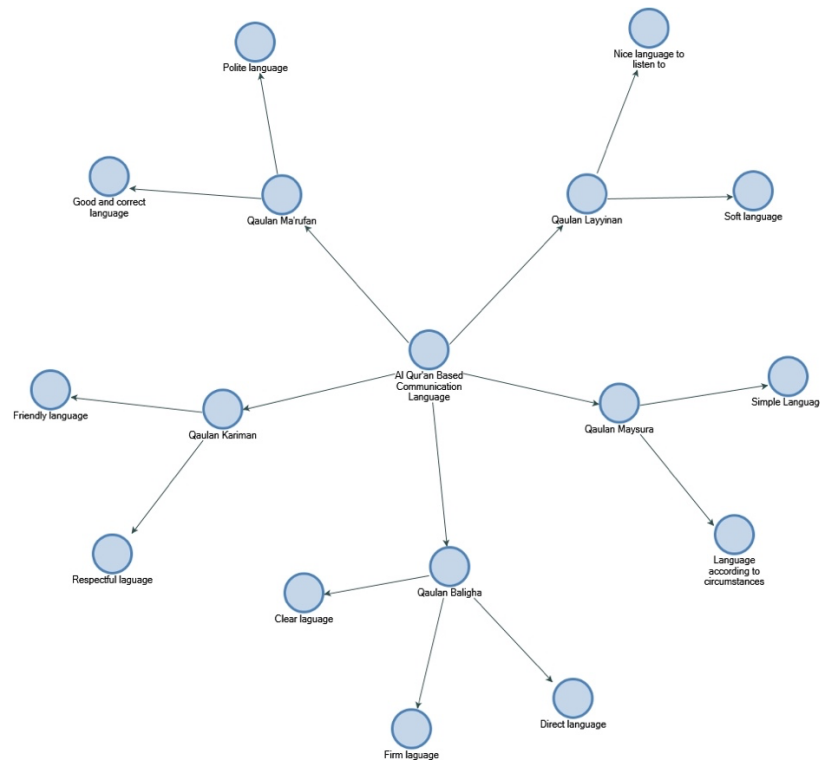 Polite language
Nice language to
listen to
Good and correct
language
Qaulan Ma'rufan
Qaulan Layyinan
Soft language
Al Qur'an Based
Communication
Language
Friendly language
Qaulan Kariman
Qaulan Maysura
Simple Language
Respectful laguage
Language
according to
circumstances
Clear laguage
Qaulan Baligha
Firm laguage
Direct language